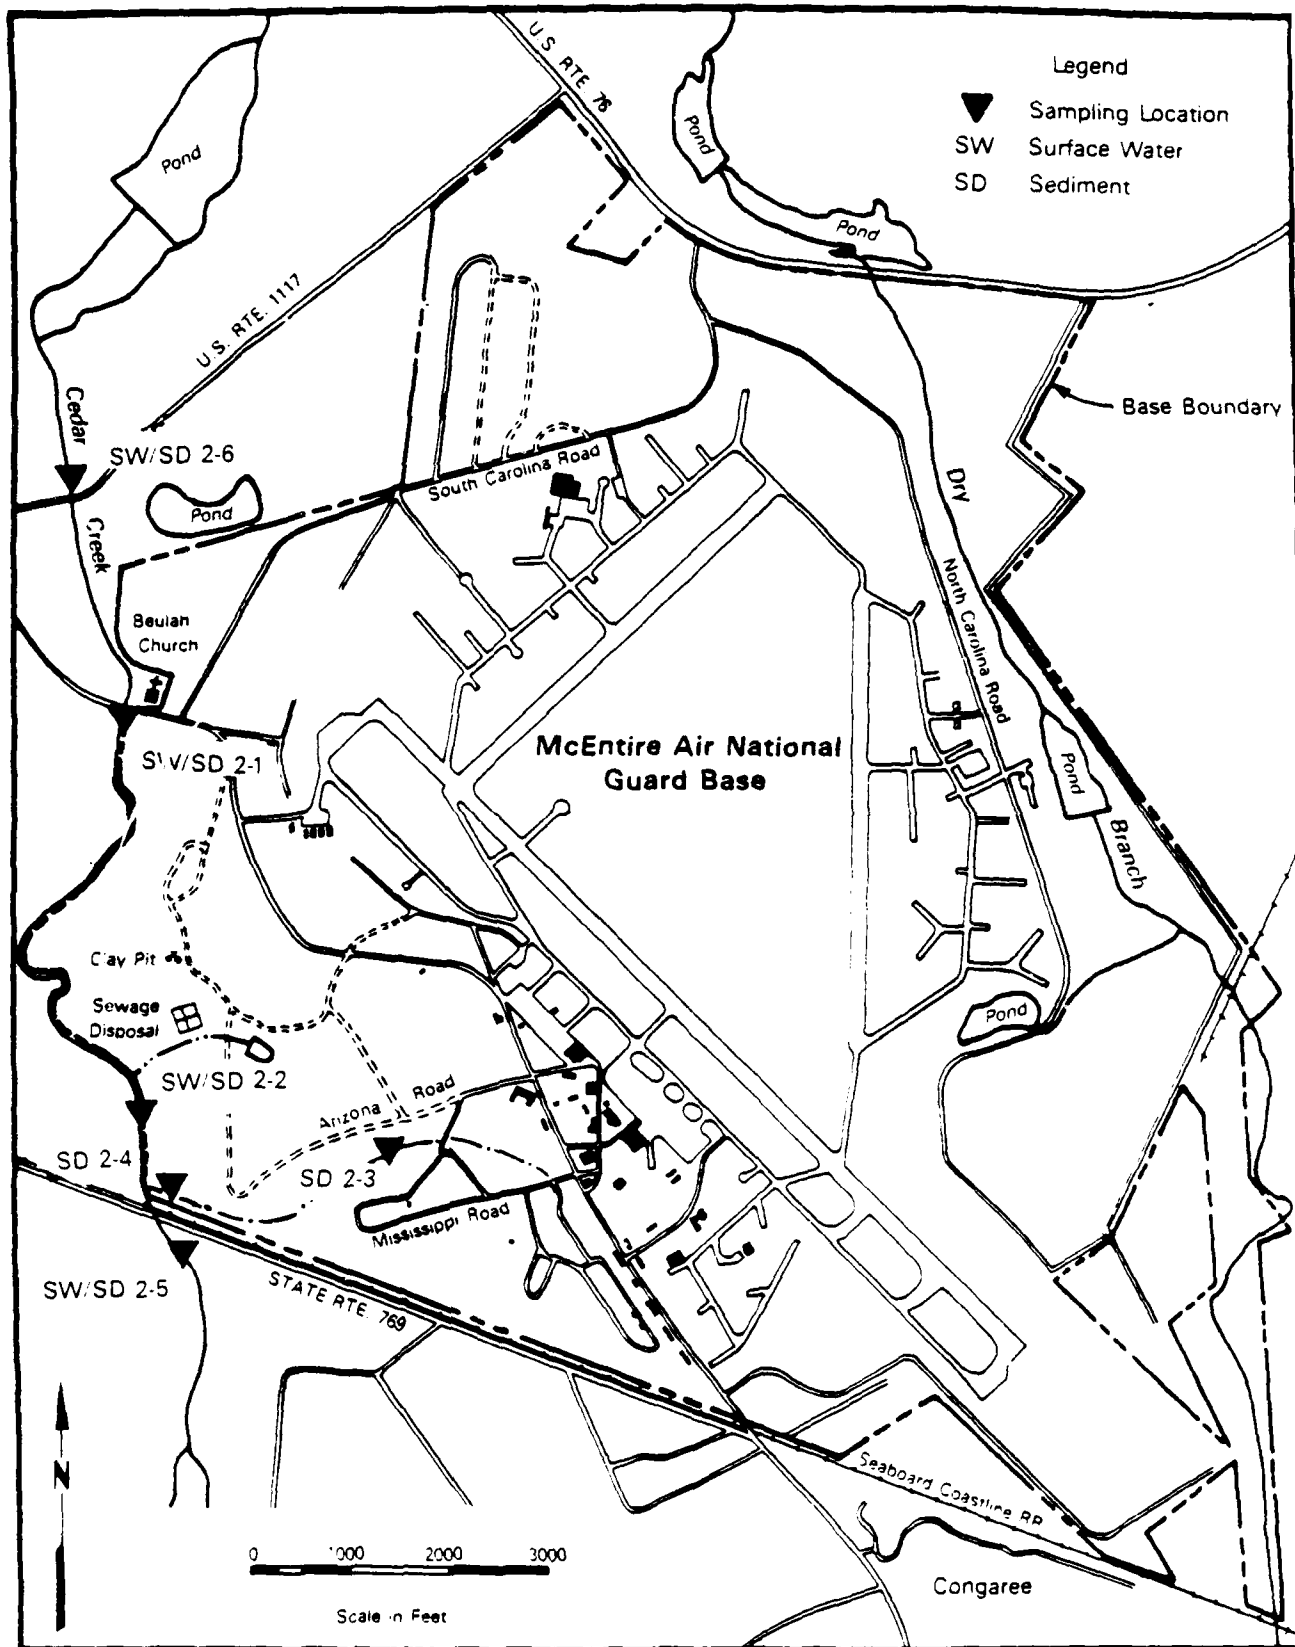 U.S. RTE. 76
Legend
Sampling Location
SW Surface Water
SD Sediment
Pond
Pond
Pond
U.S. RTE. 1117
Cedar
Creek
SW/SD 2-6
Pond
South Carolina Road
Base Boundary
Dry
Branch
North Carolina Road
Beulah
Church
SW/SD 2-1
McEntire Air National
Guard Base
Pond
Clay Pit
Sewage
Disposal
SW/SD 2-2
Pond
Arizona Road
SD 2-4
SD 2-3
Mississippi Road
SW/SD 2-5
STATE RTE. 769
N
Seaboard Coastline RR
0 1000 2000 3000
Scale in Feet
Congaree